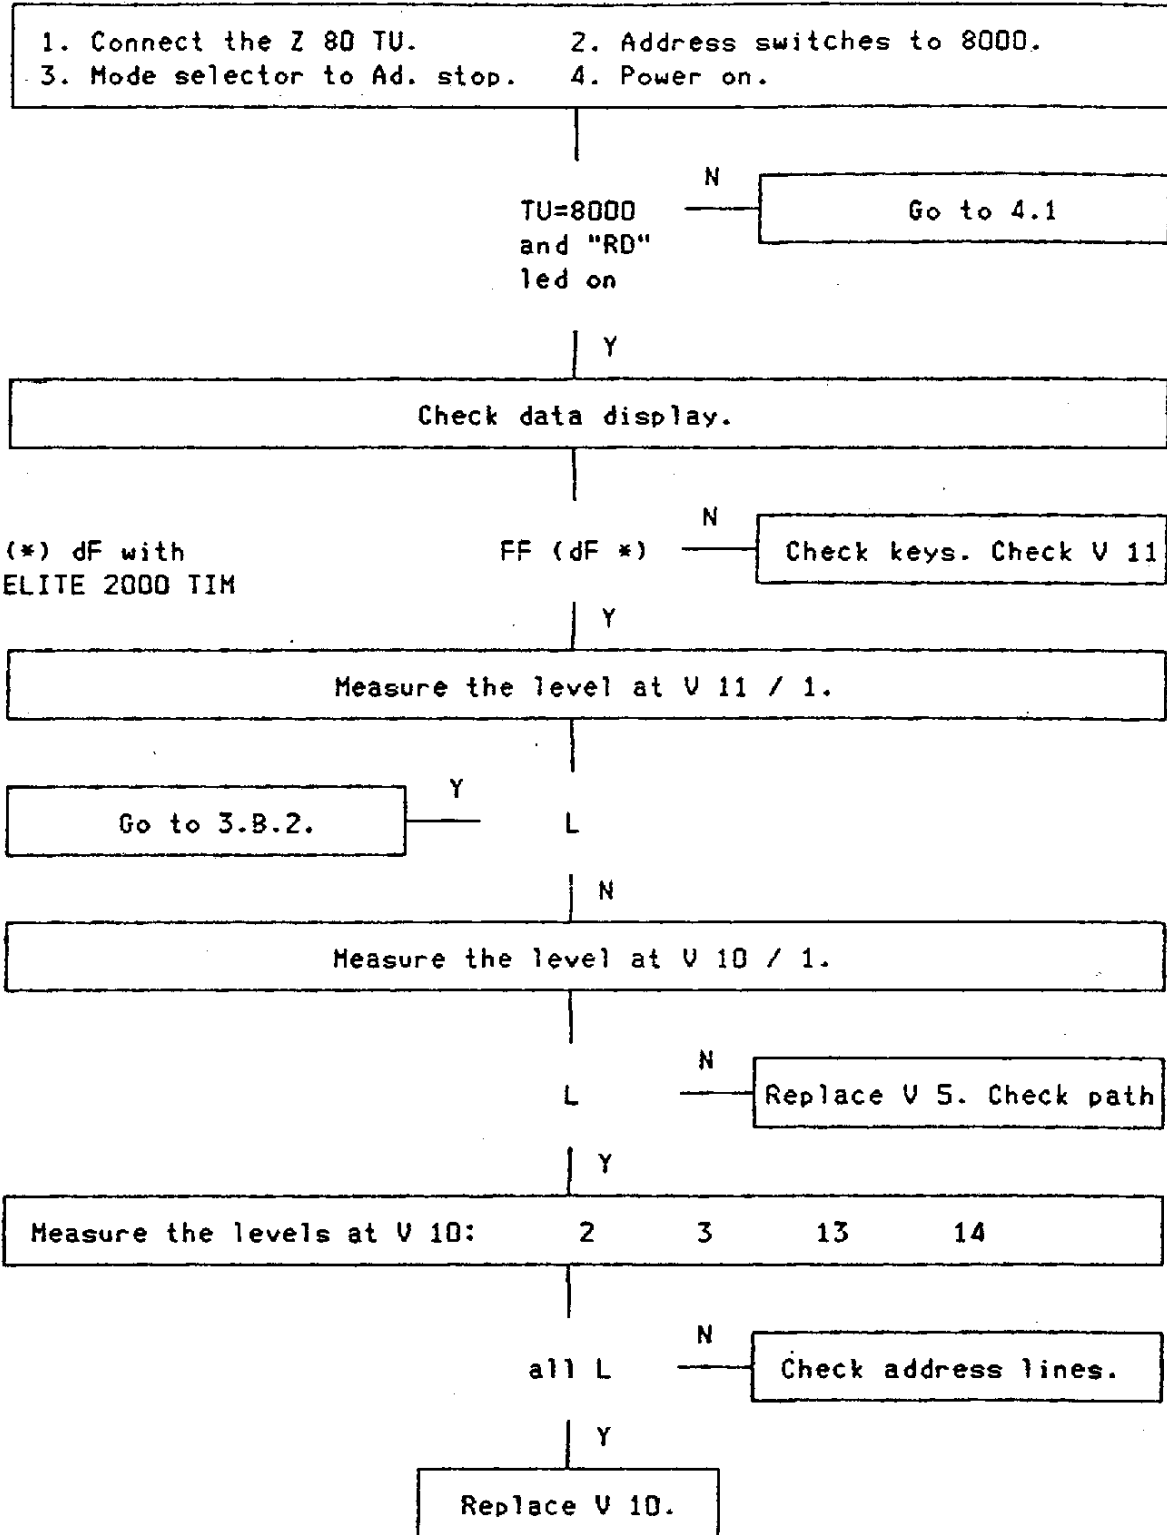 1. Connect the Z 80 TU. 2. Address switches to 8000.
3. Mode selector to Ad. stop. 4. Power on.
N
TU=8000
and "RD"
led on
Go to 4.1
Y
Check data display.
N
(*) dF with
ELITE 2000 TIM
FF (dF *)
Check keys. Check V 11
Y
Measure the level at V 11 / 1.
Y
Go to 3.B.2.
L
N
Measure the level at V 10 / 1.
N
L
Replace V 5. Check path
Y
Measure the levels at V 10: 2 3 13 14
N
all L
Check address lines.
Y
Replace V 10.